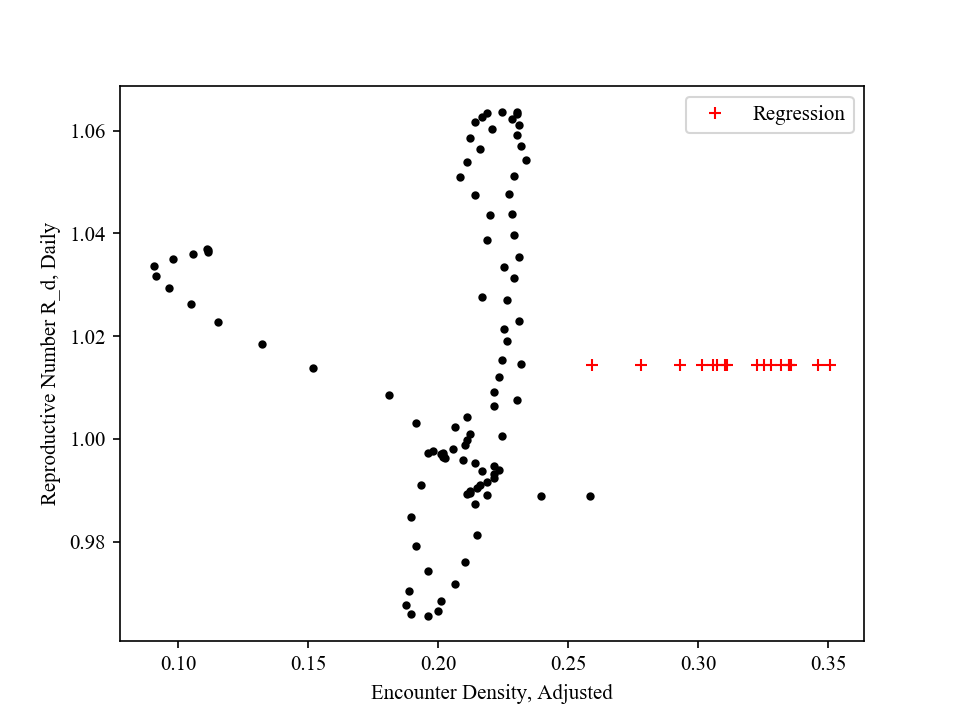 Regression
1.06
1.04
1.02
1.00
0.98
Reproductive Number R_d, Daily
0.10 0.15 0.20 0.25 0.30 0.35
Encounter Density, Adjusted